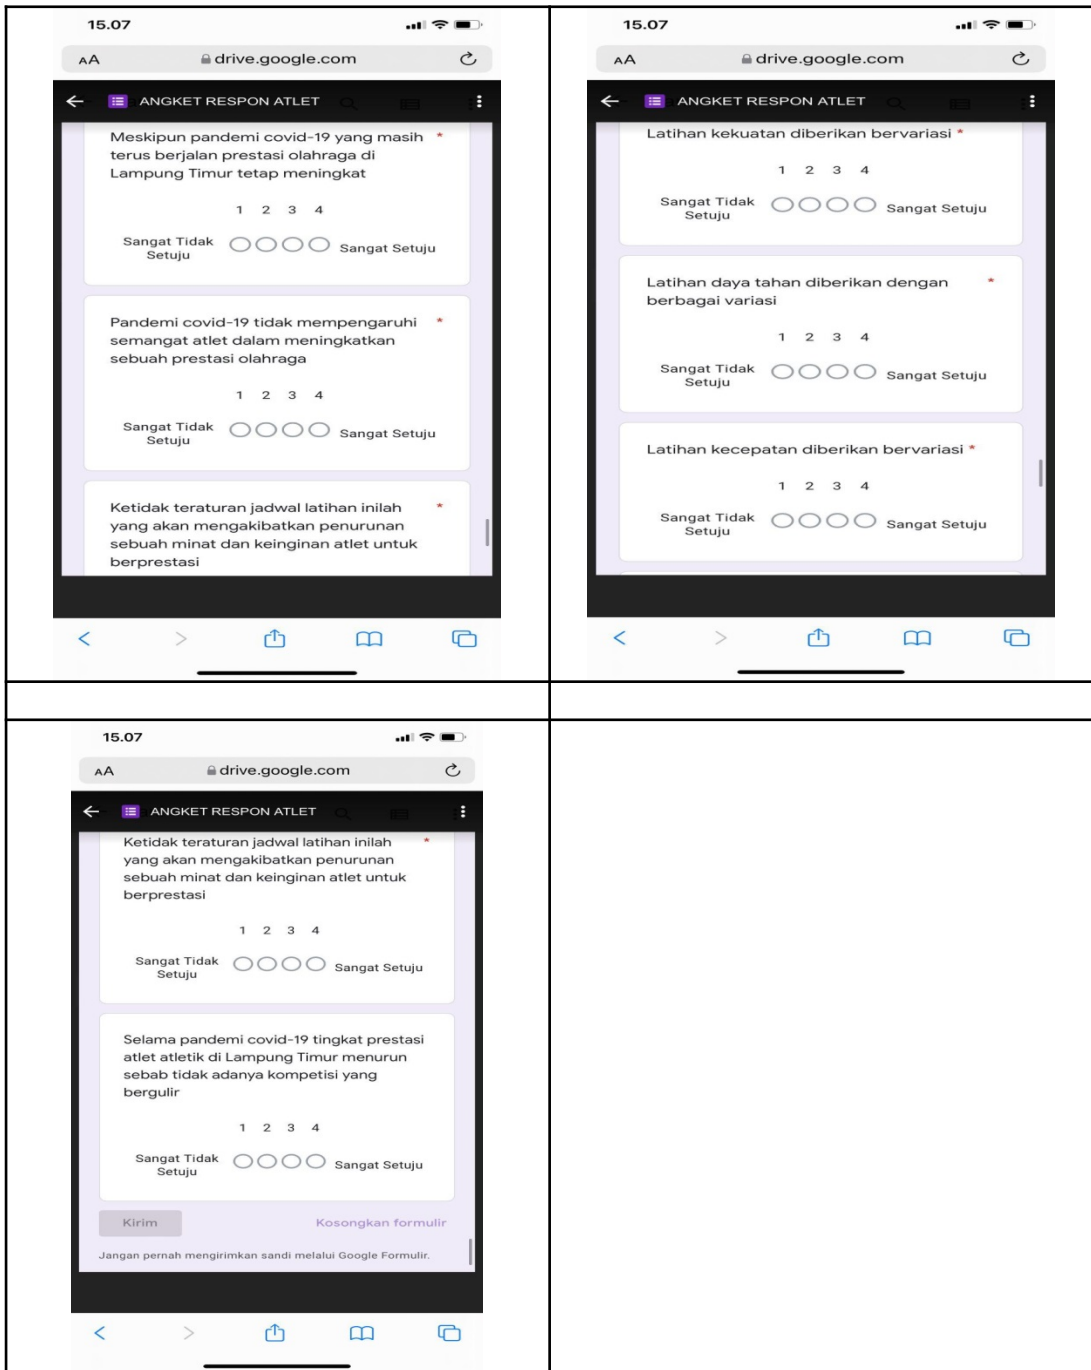 15.07
AA drive.google.com
ANGKET RESPON ATLET
Meskipun pandemi covid-19 yang masih *
terus berjalan prestasi olahraga di
Lampung Timur tetap meningkat
1 2 3 4
Sangat Tidak
Setuju
Sangat Setuju
Pandemi covid-19 tidak mempengaruhi *
semangat atlet dalam meningkatkan
sebuah prestasi olahraga
1 2 3 4
Sangat Tidak
Setuju
Sangat Setuju
Ketidak teraturan jadwal latihan inilah *
yang akan mengakibatkan penurunan
sebuah minat dan keinginan atlet untuk
berprestasi
15.07
AA drive.google.com
ANGKET RESPON ATLET
Latihan kekuatan diberikan bervariasi *
1 2 3 4
Sangat Tidak
Setuju
Sangat Setuju
Latihan daya tahan diberikan dengan *
berbagai variasi
1 2 3 4
Sangat Tidak
Setuju
Sangat Setuju
Latihan kecepatan diberikan bervariasi *
1 2 3 4
Sangat Tidak
Setuju
Sangat Setuju
15.07
AA drive.google.com
ANGKET RESPON ATLET
Ketidak teraturan jadwal latihan inilah *
yang akan mengakibatkan penurunan
sebuah minat dan keinginan atlet untuk
berprestasi
1 2 3 4
Sangat Tidak
Setuju
Sangat Setuju
Selama pandemi covid-19 tingkat prestasi
atlet atletik di Lampung Timur menurun
sebab tidak adanya kompetisi yang
bergulir
1 2 3 4
Sangat Tidak
Setuju
Sangat Setuju
Kirim
Kosongkan formulir
Jangan pernah mengirimkan sandi melalui Google Formulir.